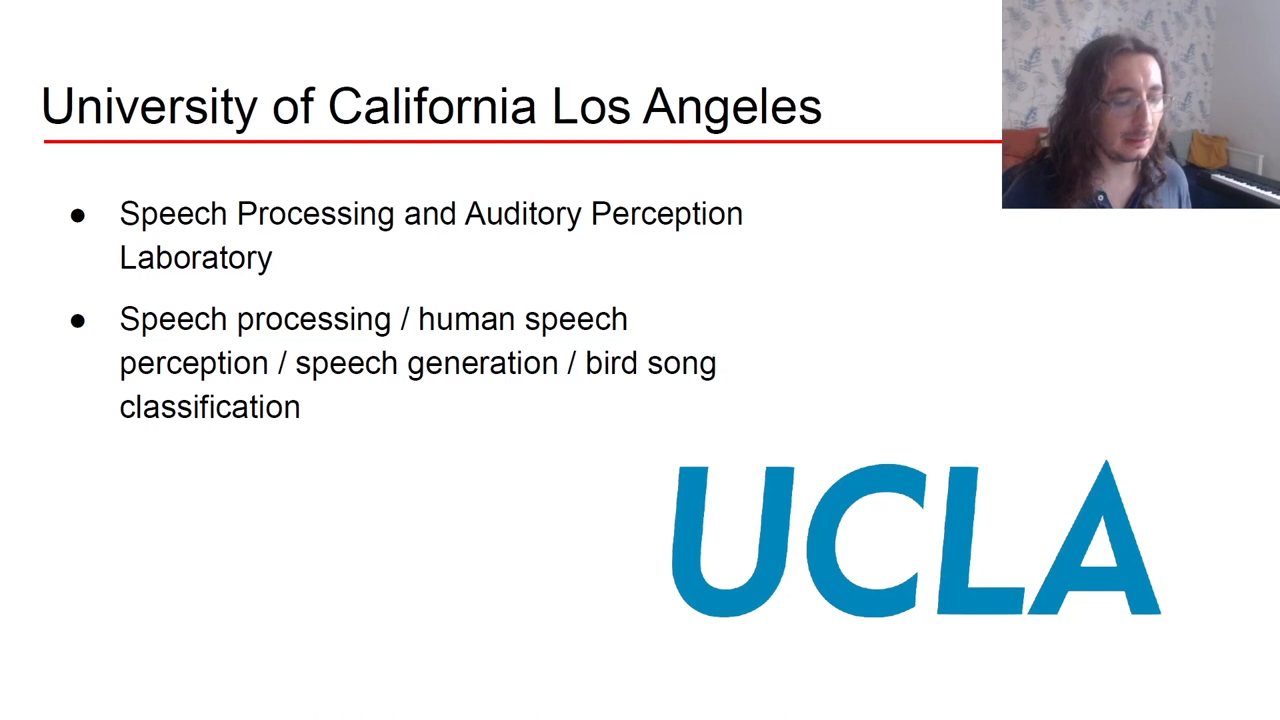 University of California Los Angeles
● Speech Processing and Auditory Perception
Laboratory
● Speech processing / human speech
perception / speech generation / bird song
classification
UCLA